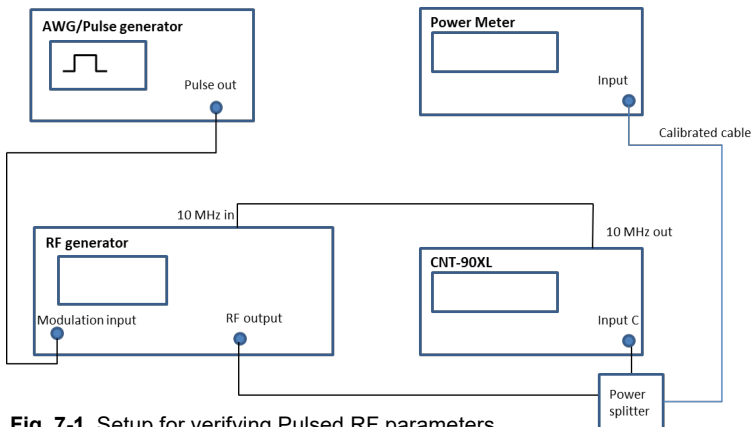 AWG/Pulse generator
Pulse out
Power Meter
Input
Calibrated cable
10 MHz in
10 MHz out
RF generator
Modulation input
RF output
CNT-90XL
Input C
Power
splitter
Fig. 7-1 Setup for verifying Pulsed RF parameters